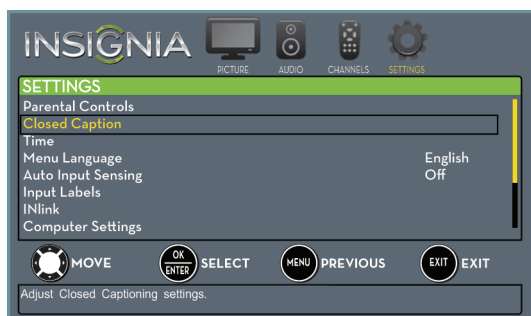 INSIGNIA
PICTURE AUDIO CHANNELS SETTINGS
SETTINGS
Parental Controls
Closed Caption
Time
Menu Language English
Auto Input Sensing Off
Input Labels
INlink
Computer Settings
MOVE OK ENTER SELECT MENU PREVIOUS EXIT EXIT
Adjust Closed Captioning settings.